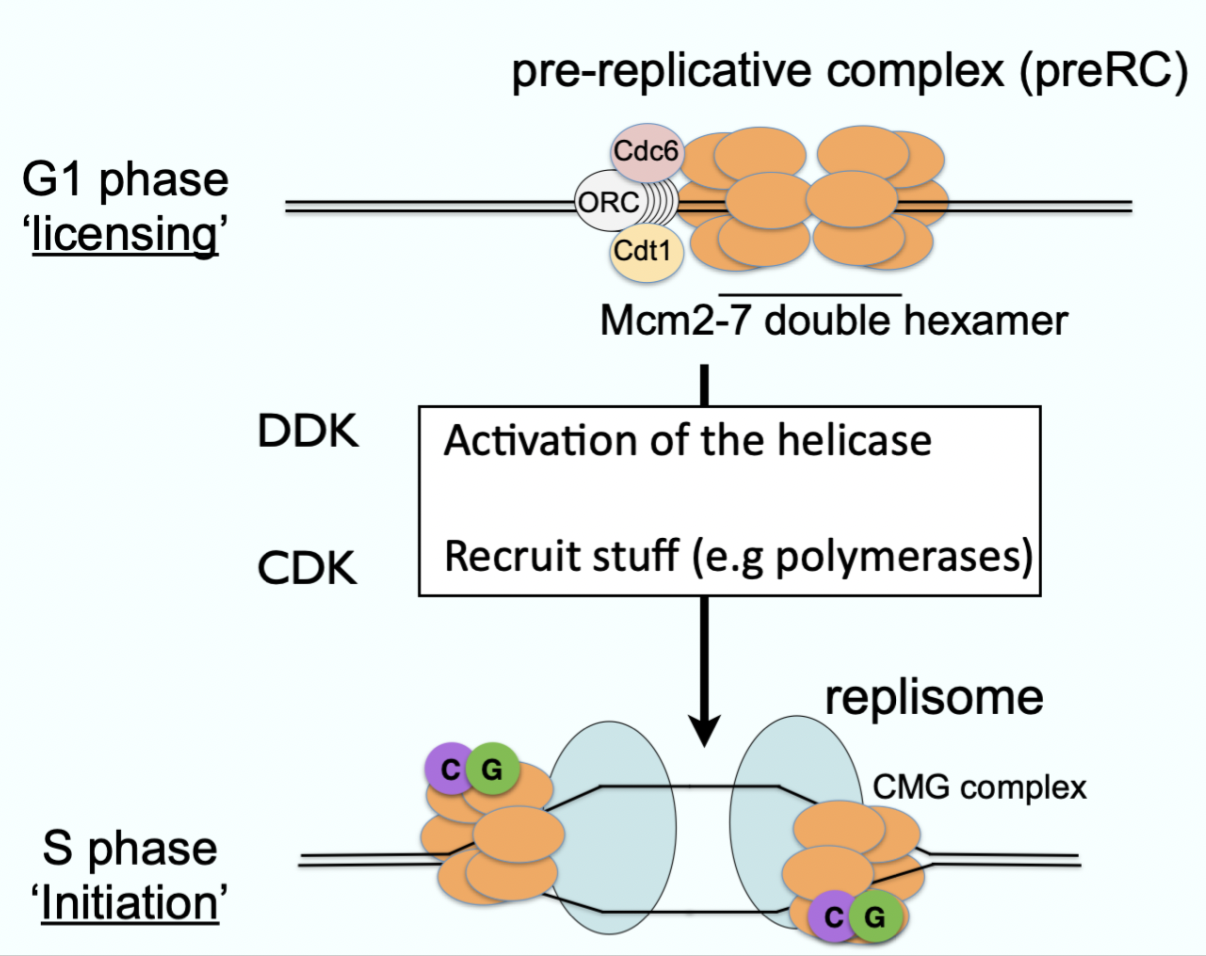 pre-replicative complex (preRC)
G1 phase
‘licensing’
Cdc6
ORC
Cdt1
Mcm2-7 double hexamer
DDK
Activation of the helicase
CDK
Recruit stuff (e.g polymerases)
replisome
C G
CMG complex
S phase
‘Initiation’
C G